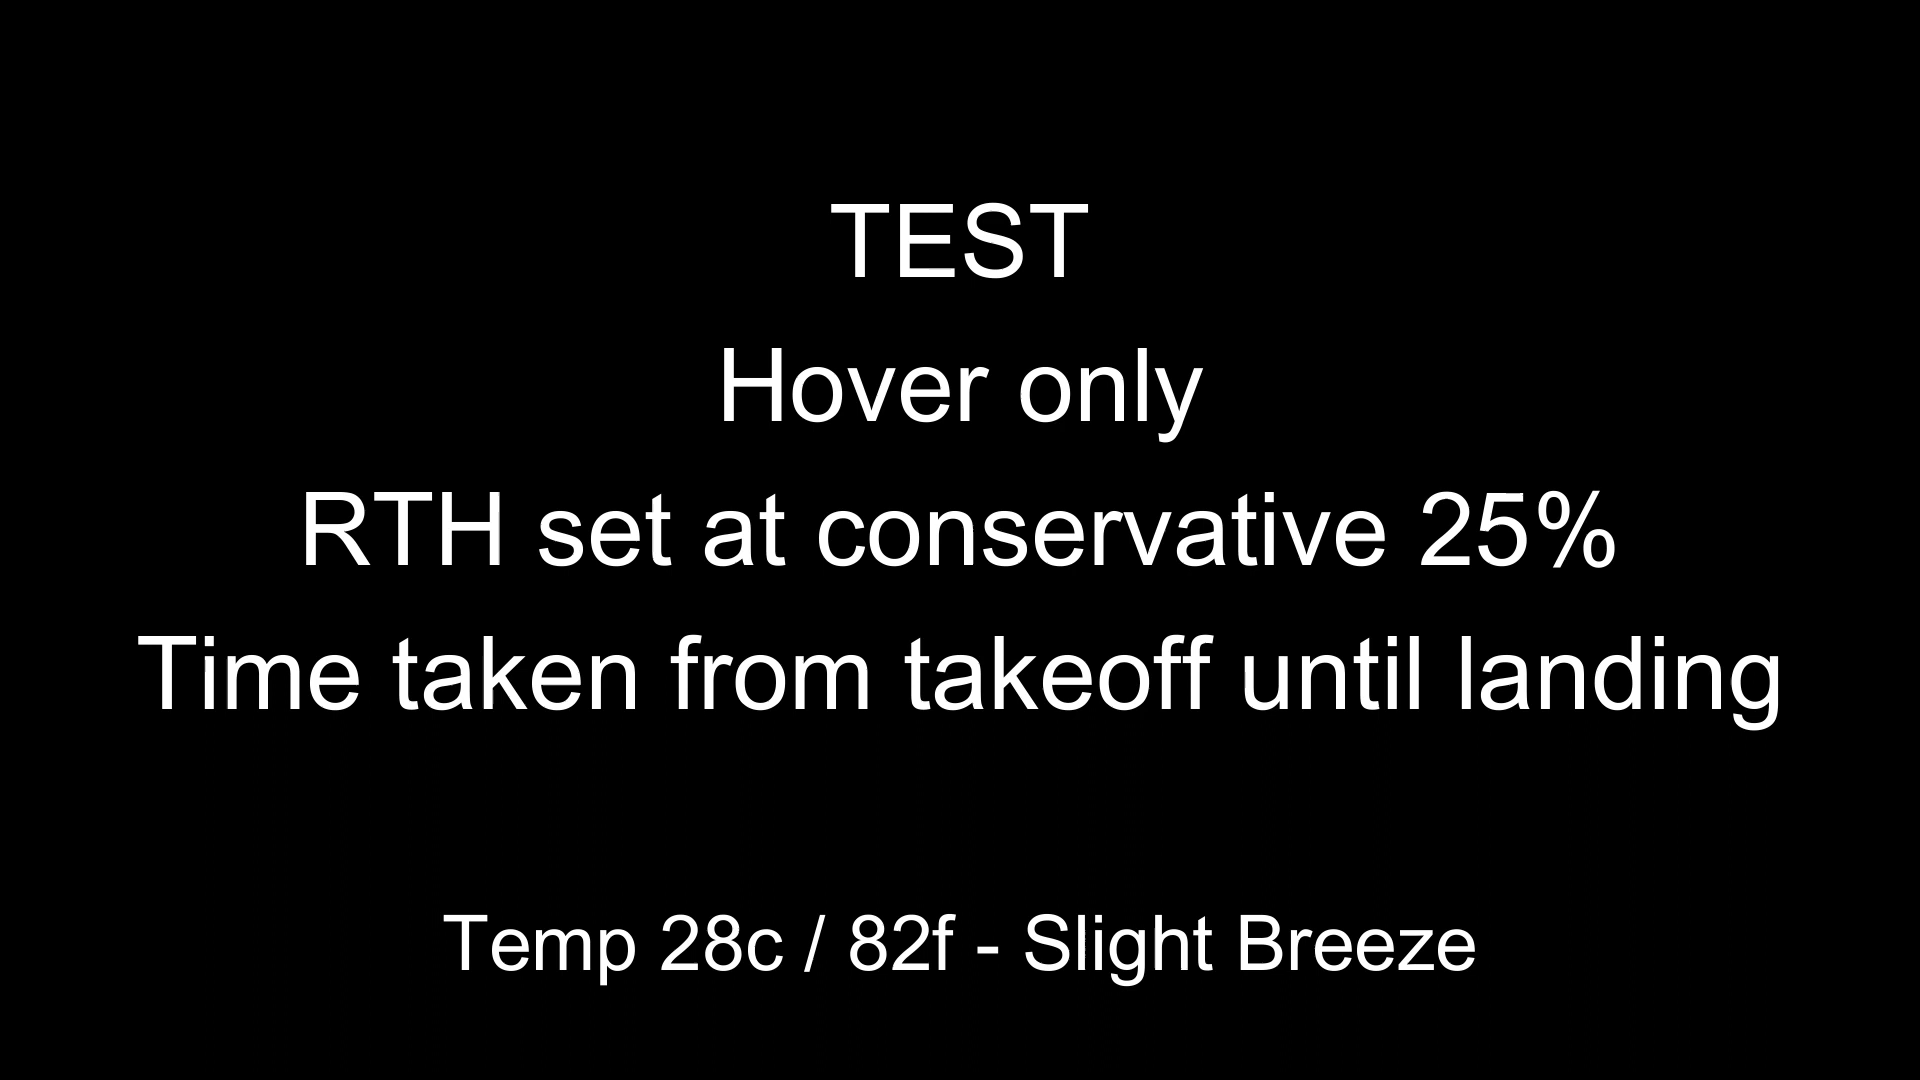 TEST
Hover only
RTH set at conservative 25%
Time taken from takeoff until landing
Temp 28c / 82f - Slight Breeze